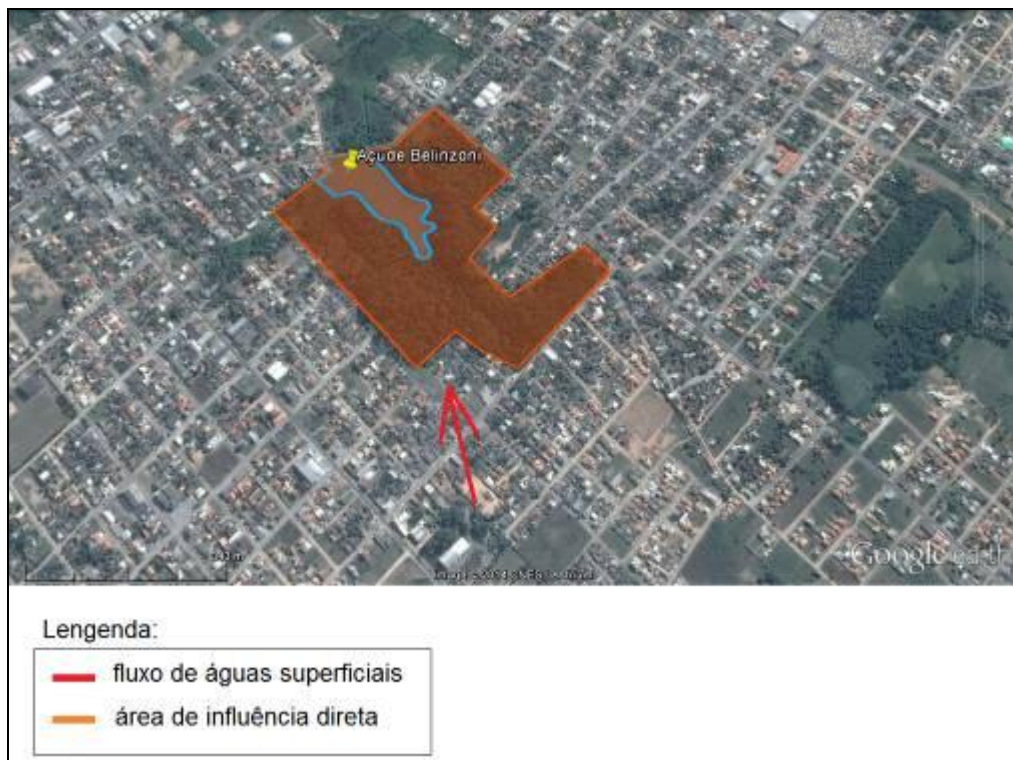 Açude Belinzoni
Google earth
Lengenda:
fluxo de águas superficiais
área de influência direta